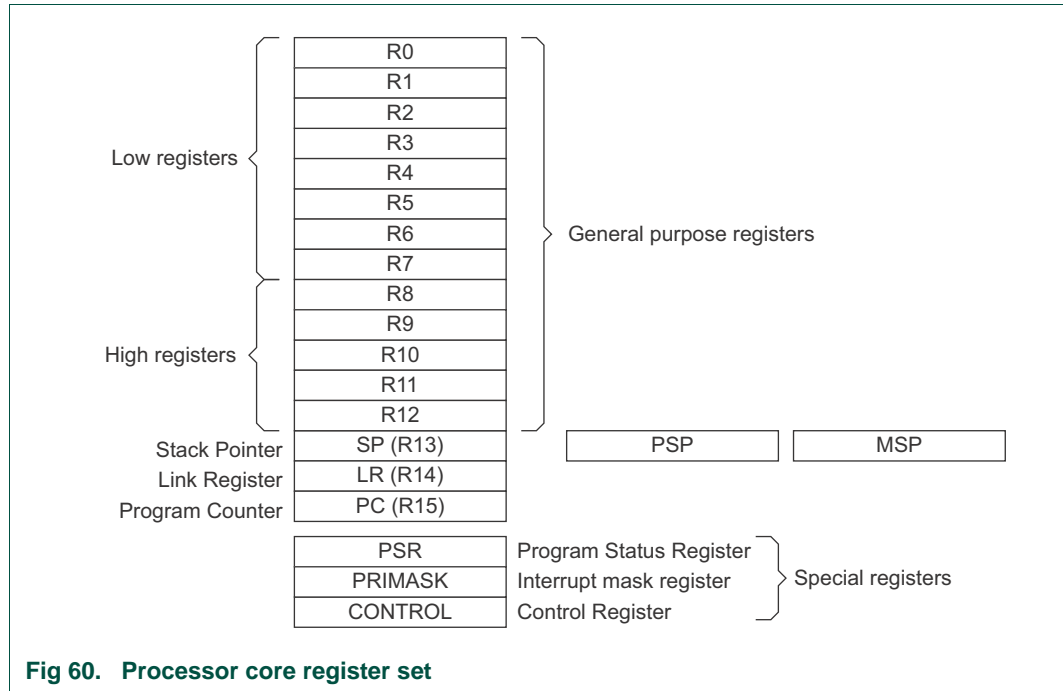 R0
R1
R2
R3
Low registers
R4
R5
R6
General purpose registers
R7
R8
R9
High registers
R10
R11
R12
Stack Pointer SP (R13) PSP MSP
Link Register LR (R14)
Program Counter PC (R15)
PSR Program Status Register
PRIMASK Interrupt mask register Special registers
CONTROL Control Register
Fig 60. Processor core register set